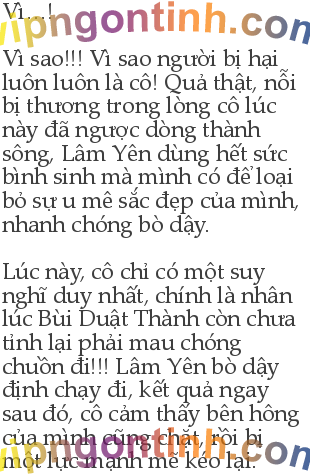 Vì...!
vipngontinh.com
Vì sao!!! Vì sao người bị hại
luôn luôn là cô! Quả thật, nỗi
bị thương trong lòng cô lúc
này đã ngược dòng thành
sông, Lâm Yên dùng hết sức
bình sinh mà mình có để loại
bỏ sự u mê sắc đẹp của mình,
nhanh chóng bò dậy.
Lúc này, cô chỉ có một suy
nghĩ duy nhất, chính là nhân
lúc Bùi Duật Thành còn chưa
tỉnh lại phải mau chóng
chuồn đi!!! Lâm Yên bò dậy
định chạy đi, kết quả ngay
sau đó, cô cảm thấy bên hông
của mình cũng chặt, rồi bị
một lực mạnh mẽ kéo lại.
vipngontinh.com